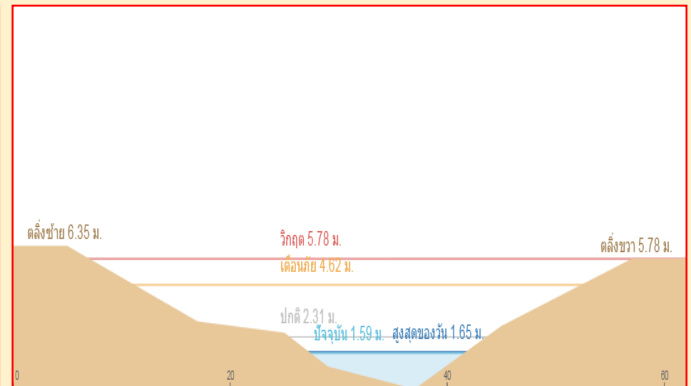 ตลิ่งซ้าย 6.35 ม.
วิกฤต 5.78 ม.
ตลิ่งขวา 5.78 ม.
เตือนภัย 4.62 ม.
ปกติ 2.31 ม.
ปัจจุบัน 1.59 ม. สูงสุดของวัน 1.65 ม.
0 20 40 60